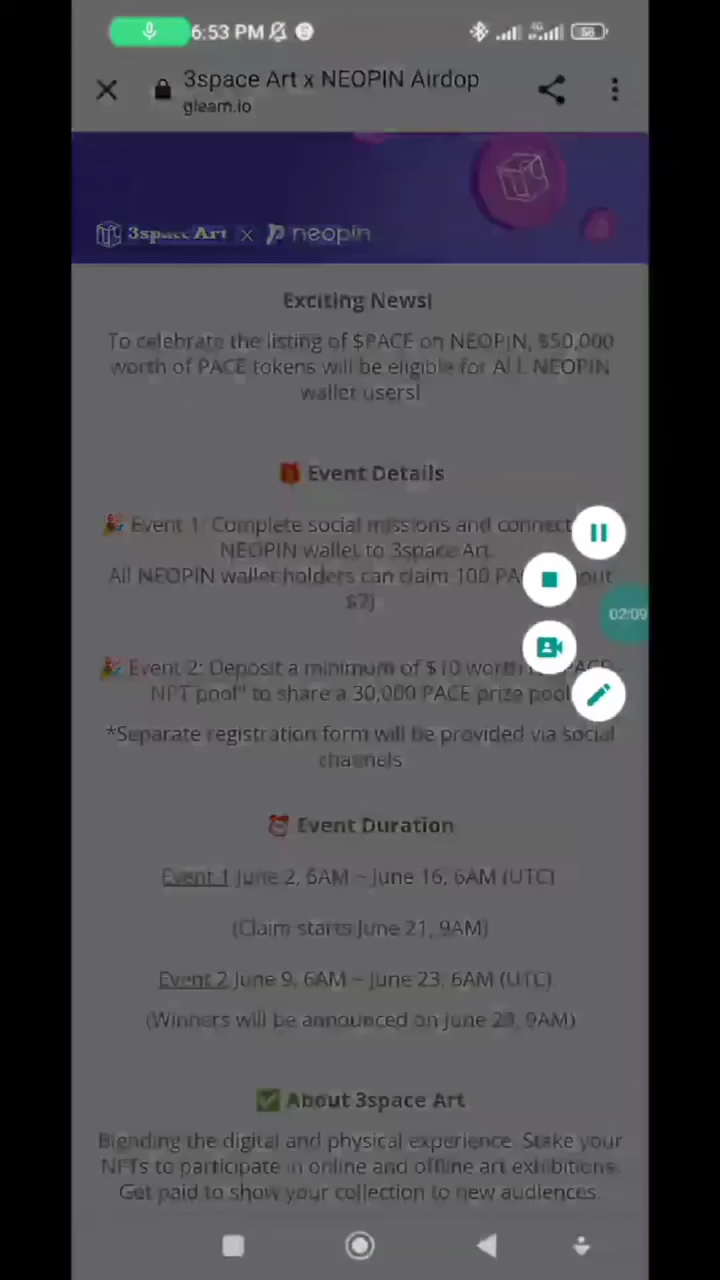 6:53 PM
4G
58
3space Art x NEOPIN Airdop
gleam.io
3space Art x neopin
Exciting News!
To celebrate the listing of $PACE on NEOPIN, $50,000
worth of PACE tokens will be eligible for ALL NEOPIN
wallet users!
🎁 Event Details
🎉 Event 1: Complete social missions and connect
NEOPIN wallet to 3space Art.
All NEOPIN wallet holders can claim 100
$7)
🎉 Event 2: Deposit a minimum of $10 worth
NPT pool" to share a 30,000 PACE prize pool
*Separate registration form will be provided via social
channels
⏰ Event Duration
Event 1 June 2, 6AM ~ June 16, 6AM (UTC)
(Claim starts June 21, 9AM)
Event 2 June 9, 6AM ~ June 23, 6AM (UTC)
(Winners will be announced on June 28, 9AM)
✅ About 3space Art
Blending the digital and physical experience. Stake your
NFTs to participate in online and offline art exhibitions.
Get paid to show your collection to new audiences.
02:09